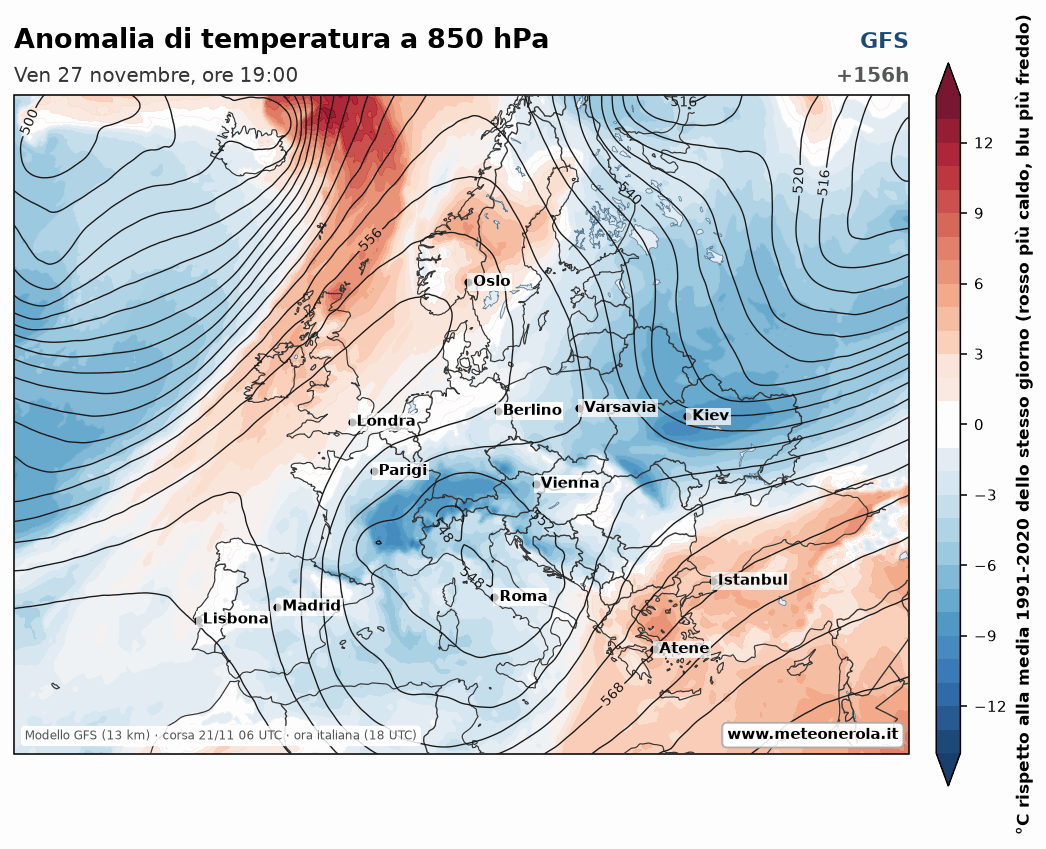 Anomalia di temperatura a 850 hPa
GFS
Ven 27 novembre, ore 19:00
+156h
500
516
520
516
540
556
Oslo
Londra
Berlino
Varsavia
Kiev
Parigi
Vienna
548
Roma
Istanbul
Madrid
Lisbona
Atene
568
Modello GFS (13 km) · corsa 21/11 06 UTC · ora italiana (18 UTC)
www.meteonerola.it
12
9
6
3
0
−3
−6
−9
−12
°C rispetto alla media 1991-2020 dello stesso giorno (rosso più caldo, blu più freddo)